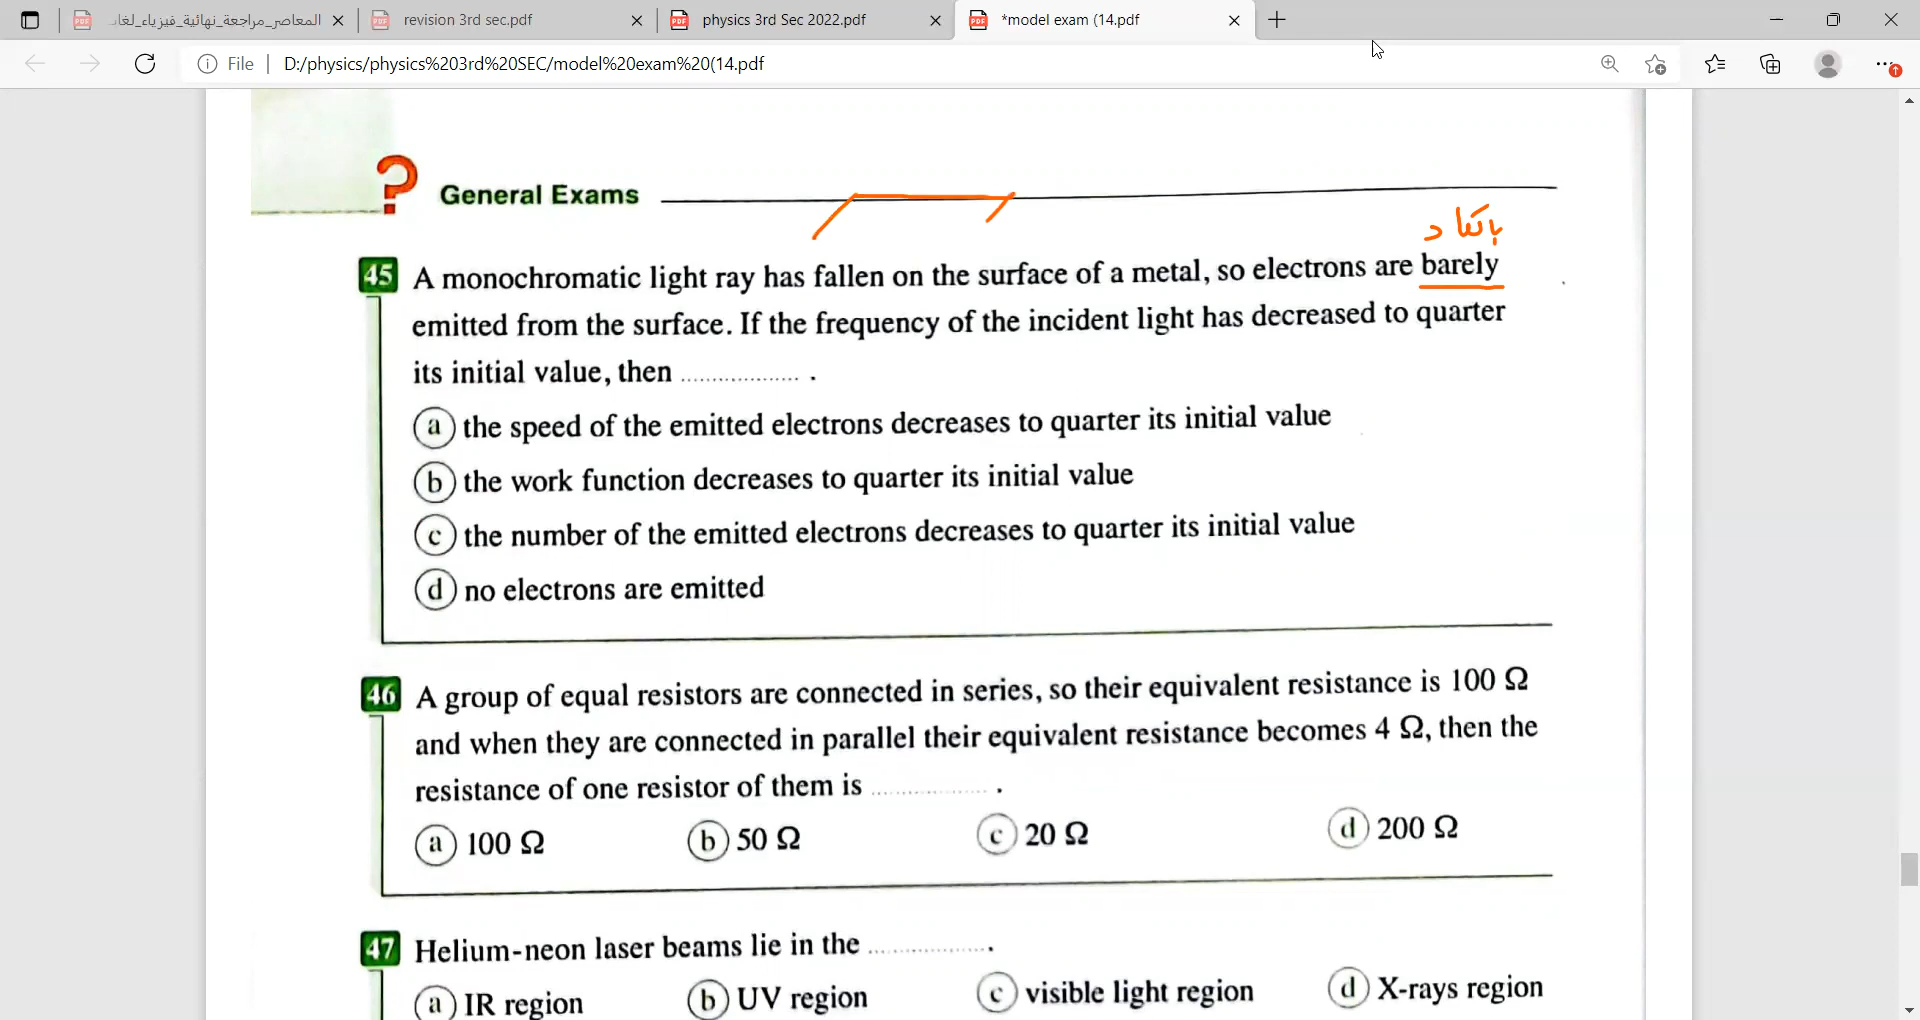 المعاصر_مراجعة_نهائية_فيزياء_لغات
revision 3rd sec.pdf
physics 3rd Sec 2022.pdf
*model exam (14.pdf
File
D:/physics/physics%203rd%20SEC/model%20exam%20(14.pdf
?
General Exams
بالكاد
45 A monochromatic light ray has fallen on the surface of a metal, so electrons are barely
emitted from the surface. If the frequency of the incident light has decreased to quarter
its initial value, then .................. .
a the speed of the emitted electrons decreases to quarter its initial value
b the work function decreases to quarter its initial value
c the number of the emitted electrons decreases to quarter its initial value
d no electrons are emitted
46 A group of equal resistors are connected in series, so their equivalent resistance is 100 Ω
and when they are connected in parallel their equivalent resistance becomes 4 Ω, then the
resistance of one resistor of them is .................. .
a 100 Ω
b 50 Ω
c 20 Ω
d 200 Ω
47 Helium-neon laser beams lie in the .................. .
a IR region
b UV region
c visible light region
d X-rays region